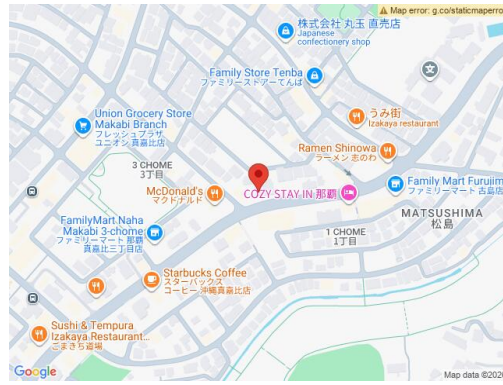 Map error: g.co/staticmaperro
株式会社 丸玉 直売店
Japanese
confectionery shop
Family Store Tenba
ファミリーストアーてんば
うみ街
Izakaya restaurant
Union Grocery Store
Makabi Branch
フレッシュプラザ
ユニオン 真嘉比店
Ramen Shinowa
ラーメン 志のわ
3 CHOME
3丁目
McDonald's
マクドナルド
COZY STAY IN 那覇
Family Mart Furujim
ファミリーマート 古島店
MATSUSHIMA
松島
FamilyMart Naha
Makabi 3-chome
ファミリーマート 那覇
真嘉比三丁目店
1 CHOME
1丁目
Starbucks Coffee
スターバックス
コーヒー 沖縄真嘉比店
Sushi & Tempura
Izakaya Restaurant...
ごまきち道場
Google
Map data ©202